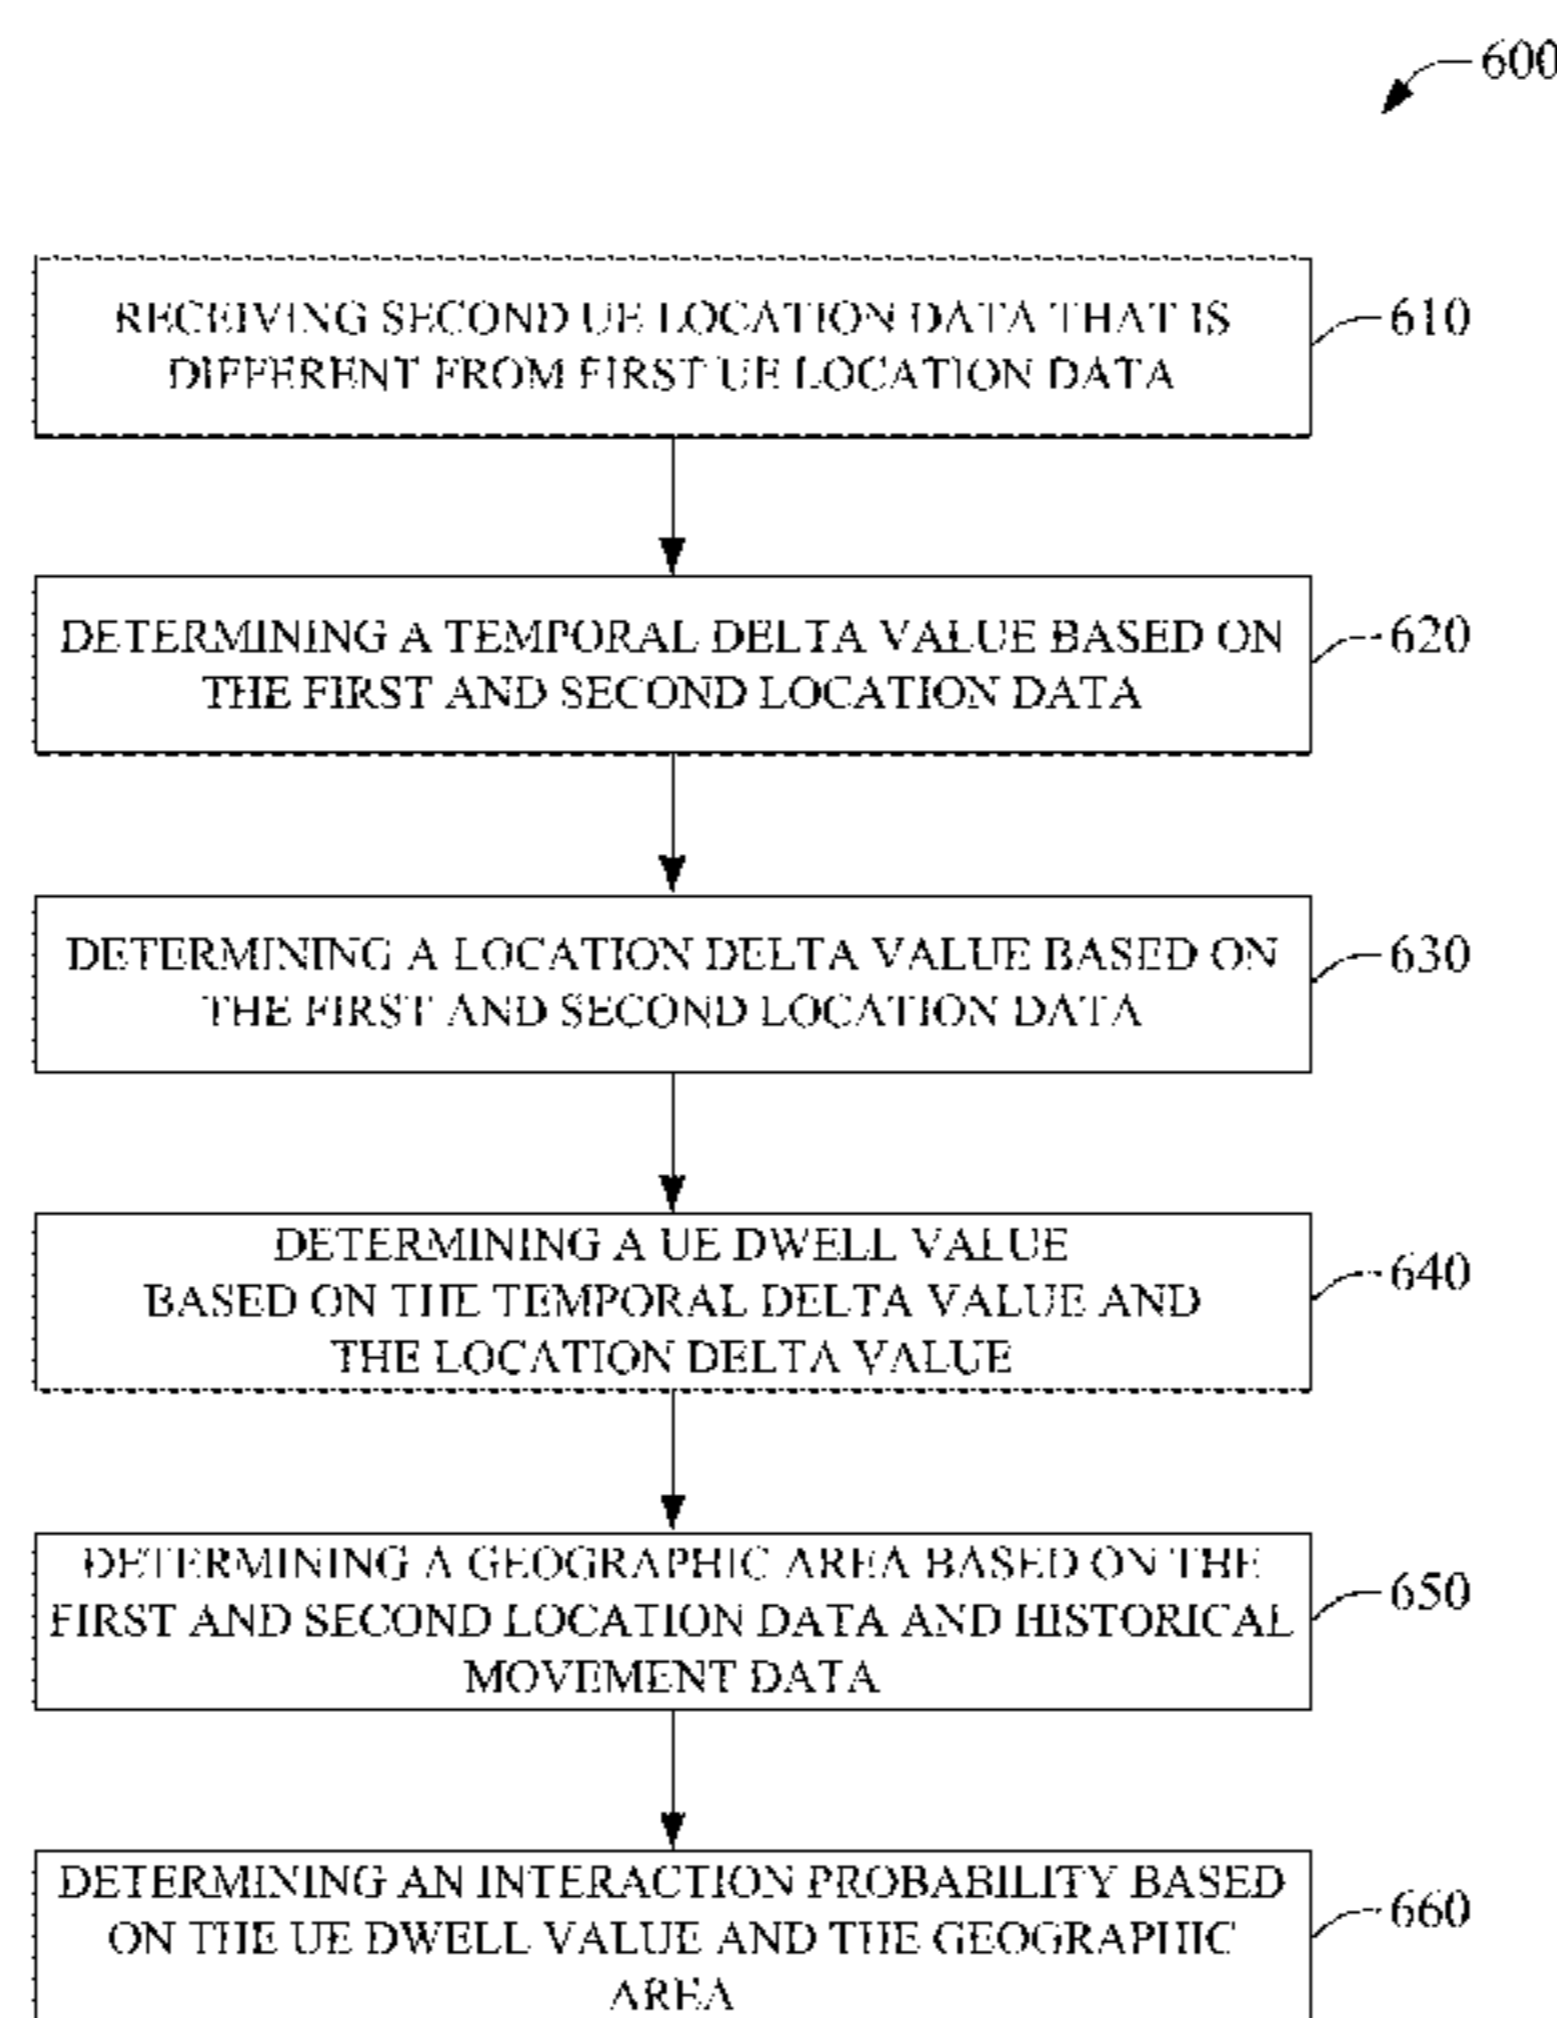 600
RECEIVING SECOND UE LOCATION DATA THAT IS
DIFFERENT FROM FIRST UE LOCATION DATA
610
DETERMINING A TEMPORAL DELTA VALUE BASED ON
THE FIRST AND SECOND LOCATION DATA
620
DETERMINING A LOCATION DELTA VALUE BASED ON
THE FIRST AND SECOND LOCATION DATA
630
DETERMINING A UE DWELL VALUE
BASED ON THE TEMPORAL DELTA VALUE AND
THE LOCATION DELTA VALUE
640
DETERMINING A GEOGRAPHIC AREA BASED ON THE
FIRST AND SECOND LOCATION DATA AND HISTORICAL
MOVEMENT DATA
650
DETERMINING AN INTERACTION PROBABILITY BASED
ON THE UE DWELL VALUE AND THE GEOGRAPHIC
AREA
660